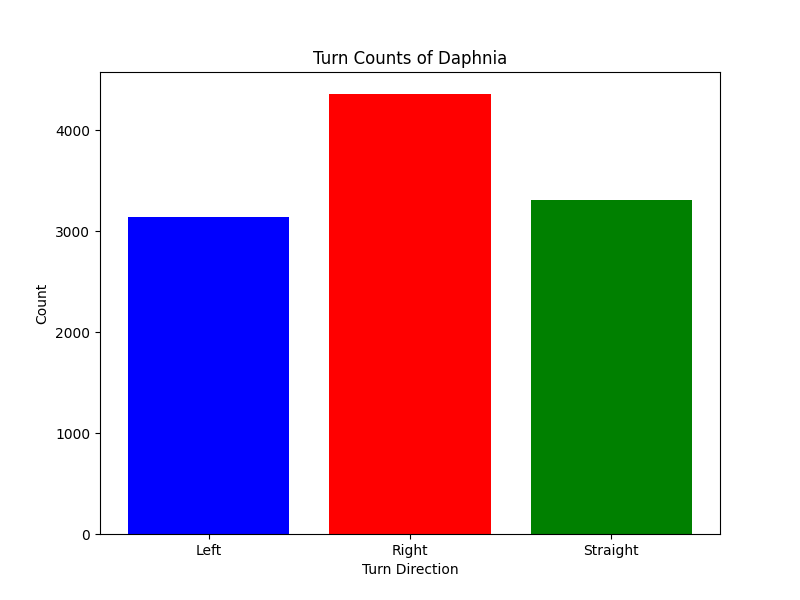 Turn Counts of Daphnia
4000
3000
2000
1000
0
Count
Left Right Straight
Turn Direction